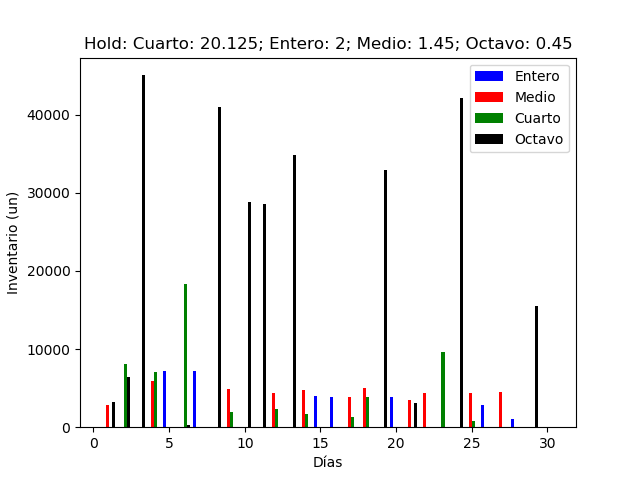 Hold: Cuarto: 20.125; Entero: 2; Medio: 1.45; Octavo: 0.45
Entero
Medio
Cuarto
Octavo
40000
30000
20000
10000
0
Inventario (un)
0 5 10 15 20 25 30
Días